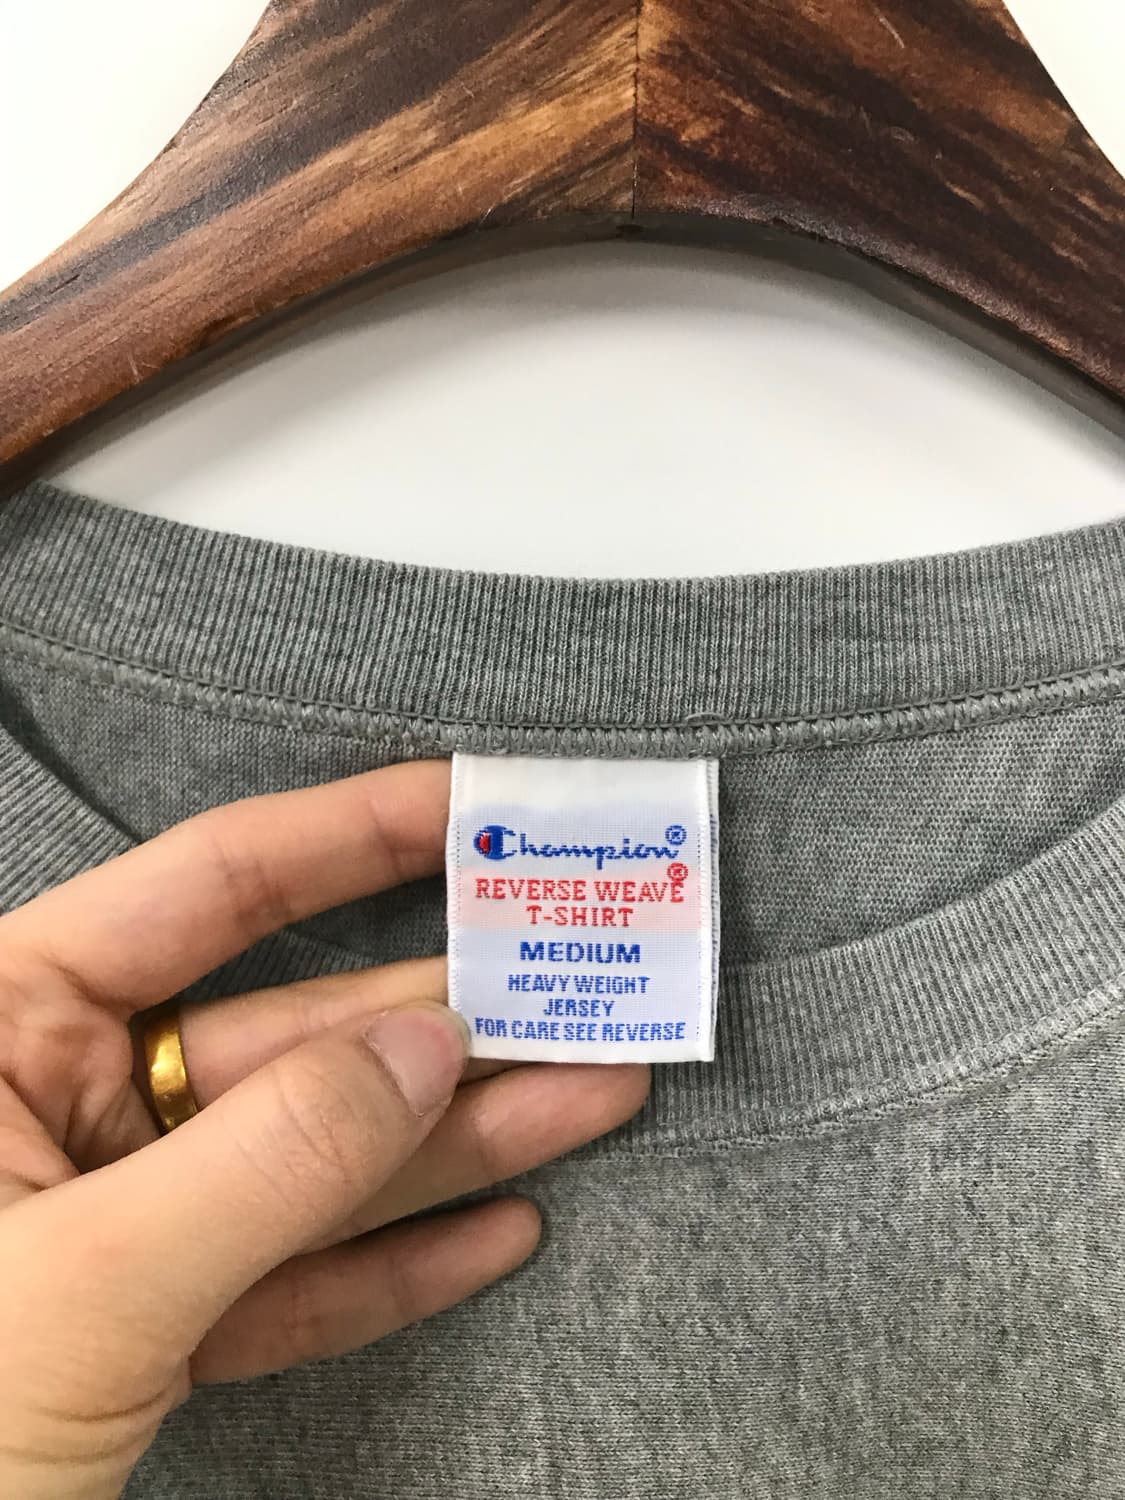 Champion®
REVERSE WEAVE®
T-SHIRT
MEDIUM
HEAVY WEIGHT
JERSEY
FOR CARE SEE REVERSE